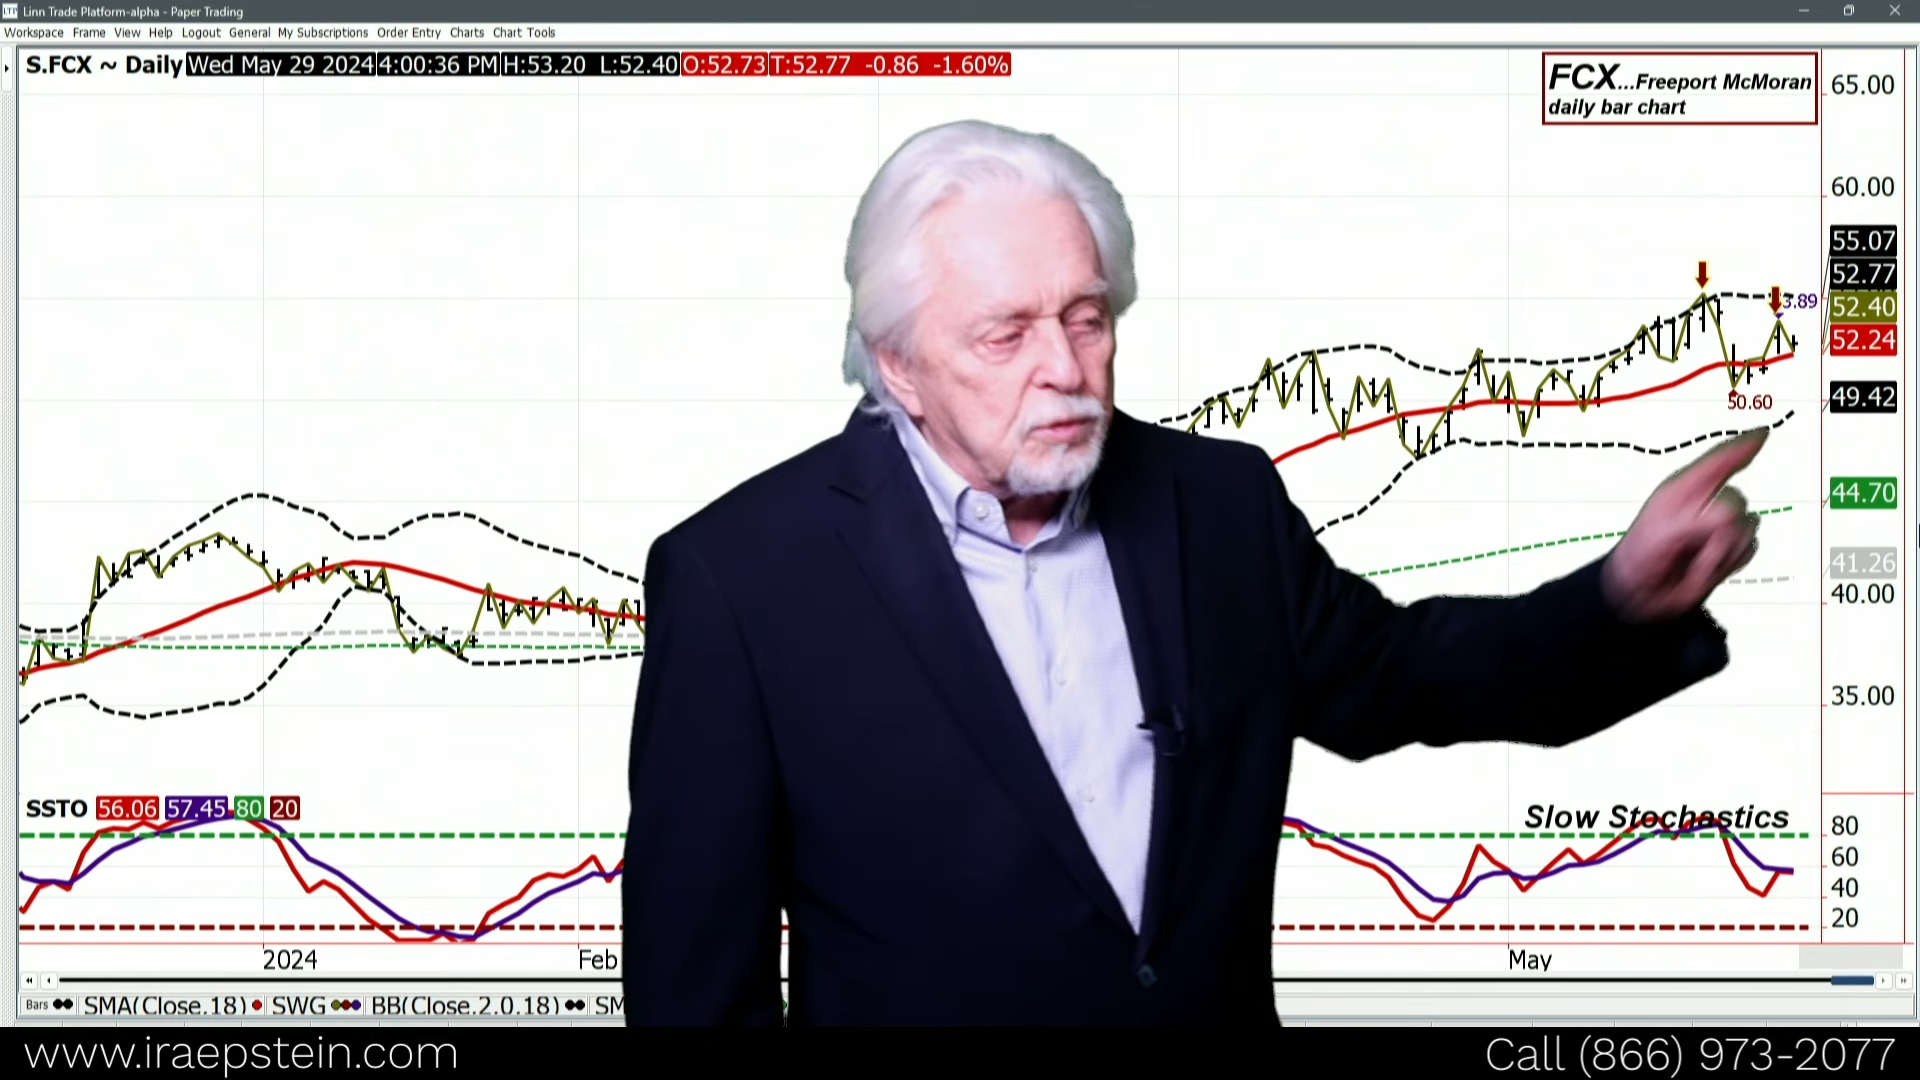 LTP Linn Trade Platform-alpha - Paper Trading
Workspace Frame View Help Logout General My Subscriptions Order Entry Charts Chart Tools
S.FCX ~ Daily Wed May 29 2024 4:00:36 PM H:53.20 L:52.40 O:52.73 T:52.77 -0.86 -1.60%
FCX...Freeport McMoran
daily bar chart
65.00
60.00
55.07
52.77
3.89
52.40
52.24
50.60
49.42
44.70
41.26
40.00
35.00
SSTO 56.06 57.45 80 20
Slow Stochastics
80
60
40
20
2024 Feb May
Bars SMA(Close,18) SWG BB(Close,2.0,18) SM
www.iraepstein.com Call (866) 973-2077